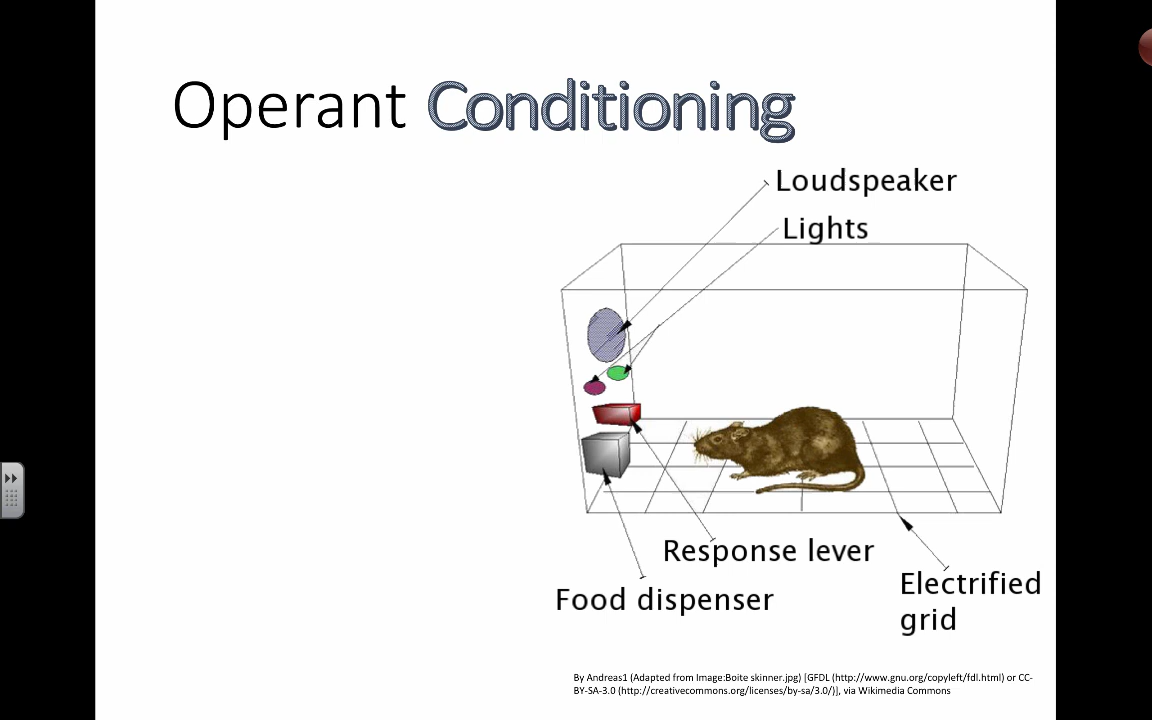 Operant Conditioning
Loudspeaker
Lights
Response lever
Food dispenser
Electrified
grid
By Andreas1 (Adapted from Image:Boite skinner.jpg) [GFDL (http://www.gnu.org/copyleft/fdl.html) or CC-
BY-SA-3.0 (http://creativecommons.org/licenses/by-sa/3.0/)], via Wikimedia Commons